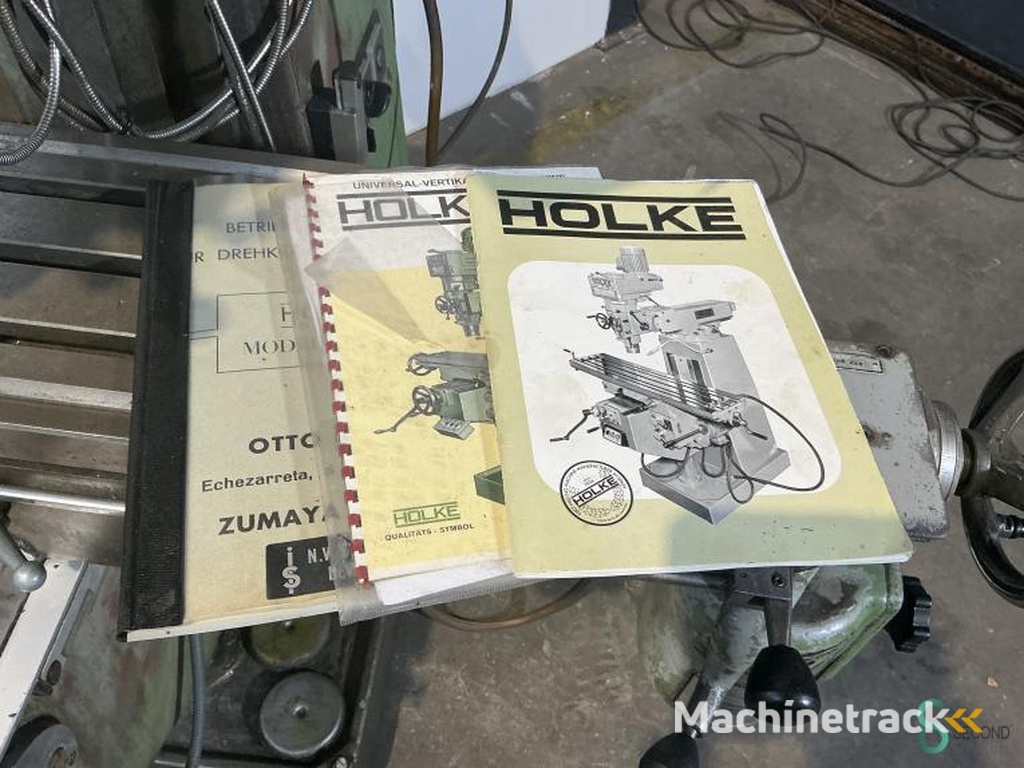 BETRI
R DREHK
MOD
OTTO
Echezarreta,
ZUMAYA
N.V
UNIVERSAL-VERTIKA
HOLK
HOLKE
QUALITÄTS - SYMBOL
HOLKE
HOLKE
Machinetrack
SECOND